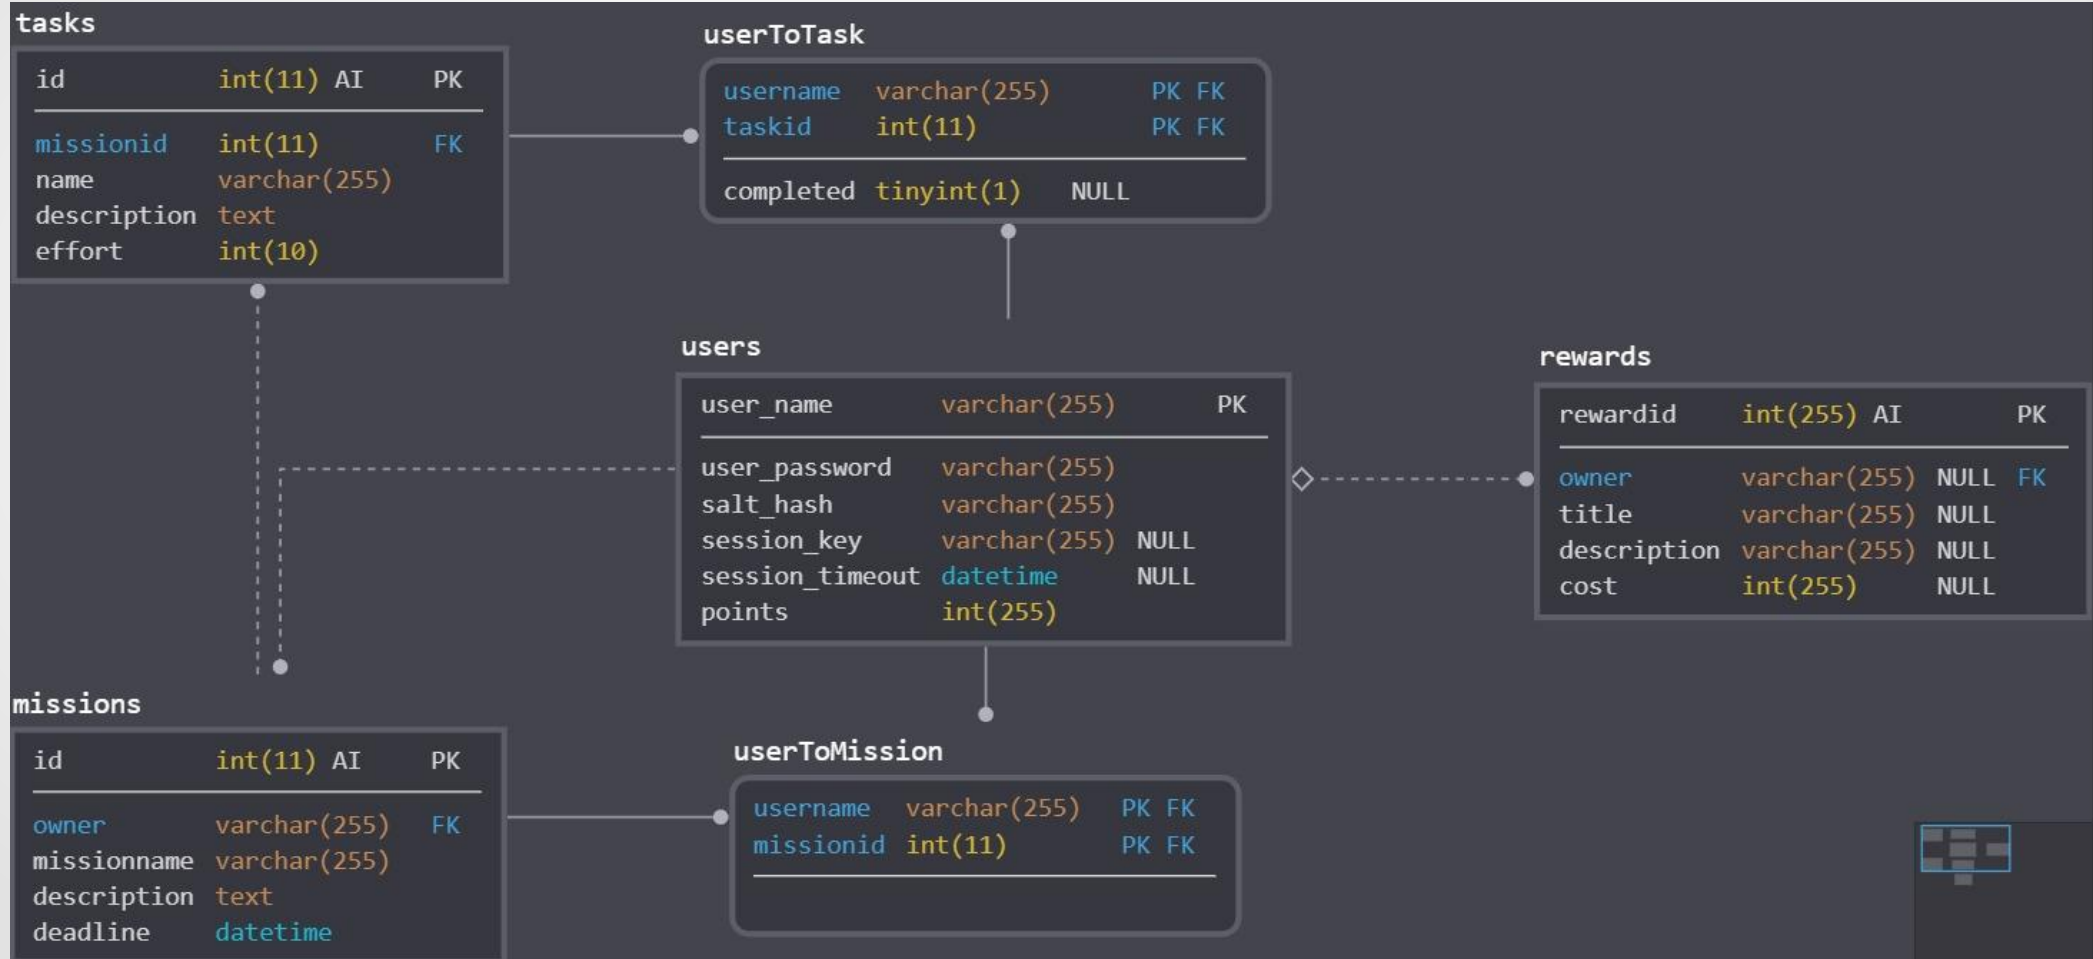 tasks
id int(11) AI PK
missionid int(11) FK
name varchar(255)
description text
effort int(10)
userToTask
username varchar(255) PK FK
taskid int(11) PK FK
completed tinyint(1) NULL
users
user_name varchar(255) PK
user_password varchar(255)
salt_hash varchar(255)
session_key varchar(255) NULL
session_timeout datetime NULL
points int(255)
rewards
rewardid int(255) AI PK
owner varchar(255) NULL FK
title varchar(255) NULL
description varchar(255) NULL
cost int(255) NULL
missions
id int(11) AI PK
owner varchar(255) FK
missionname varchar(255)
description text
deadline datetime
userToMission
username varchar(255) PK FK
missionid int(11) PK FK